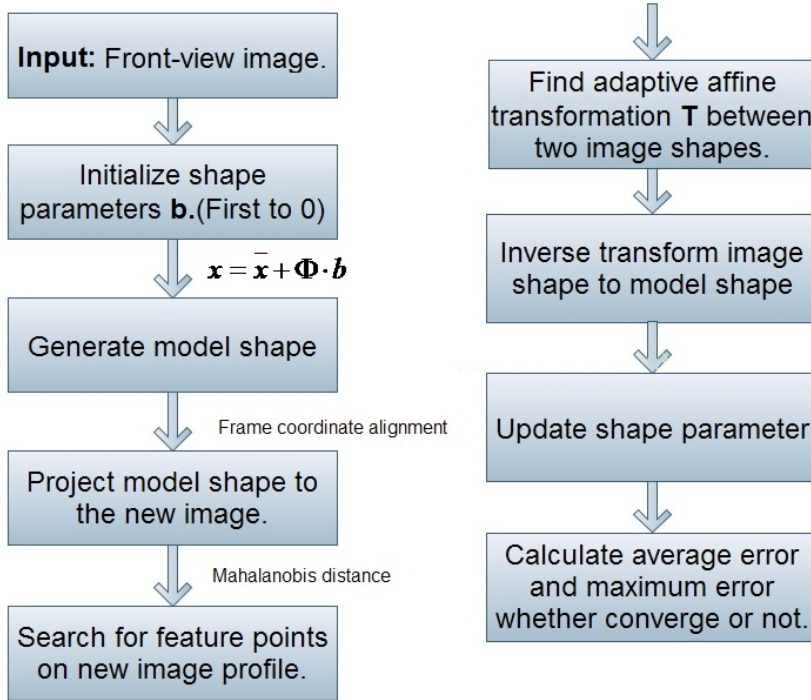 Input: Front-view image.
Initialize shape
parameters b.(First to 0)
x = x̄ + Φ · b
Generate model shape
Frame coordinate alignment
Project model shape to
the new image.
Mahalanobis distance
Search for feature points
on new image profile.
Find adaptive affine
transformation T between
two image shapes.
Inverse transform image
shape to model shape
Update shape parameter
Calculate average error
and maximum error
whether converge or not.